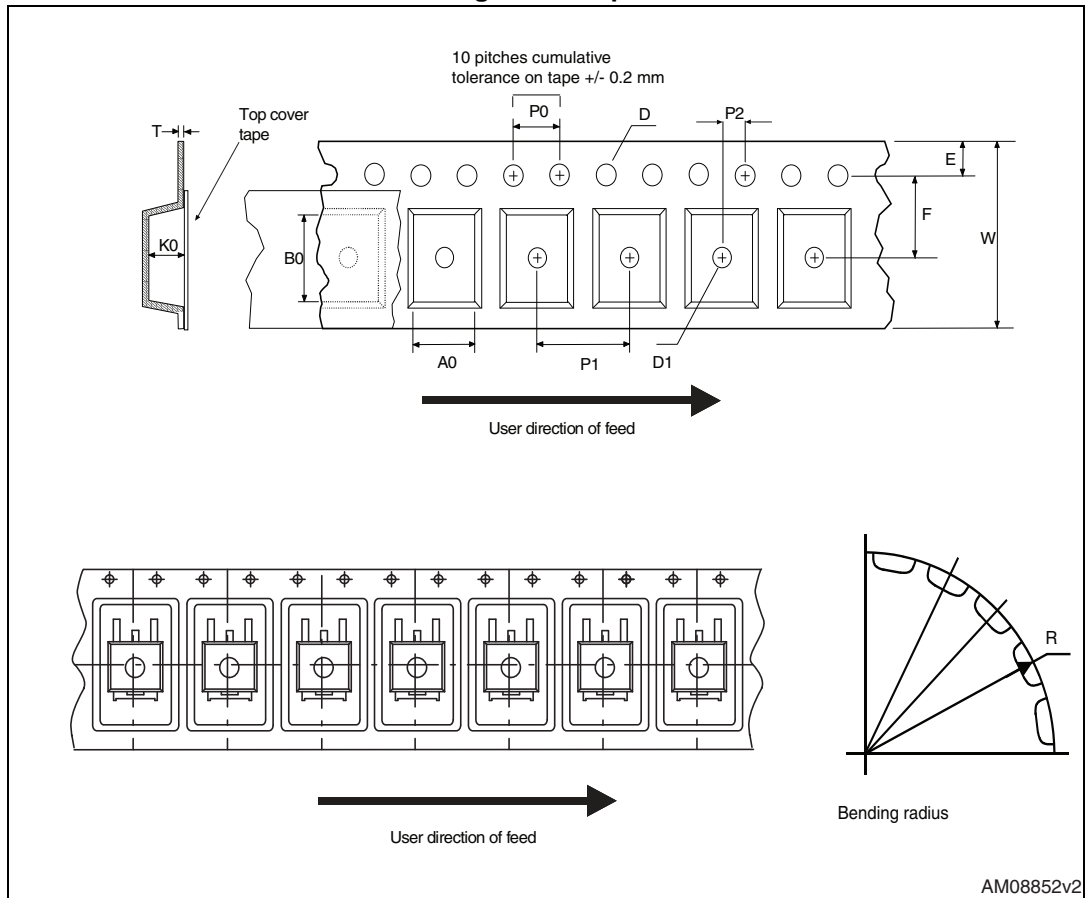 10 pitches cumulative
tolerance on tape +/- 0.2 mm
Top cover
tape
T
P0
D
P2
E
F
W
K0
B0
A0
P1
D1
User direction of feed
R
Bending radius
User direction of feed
AM08852v2